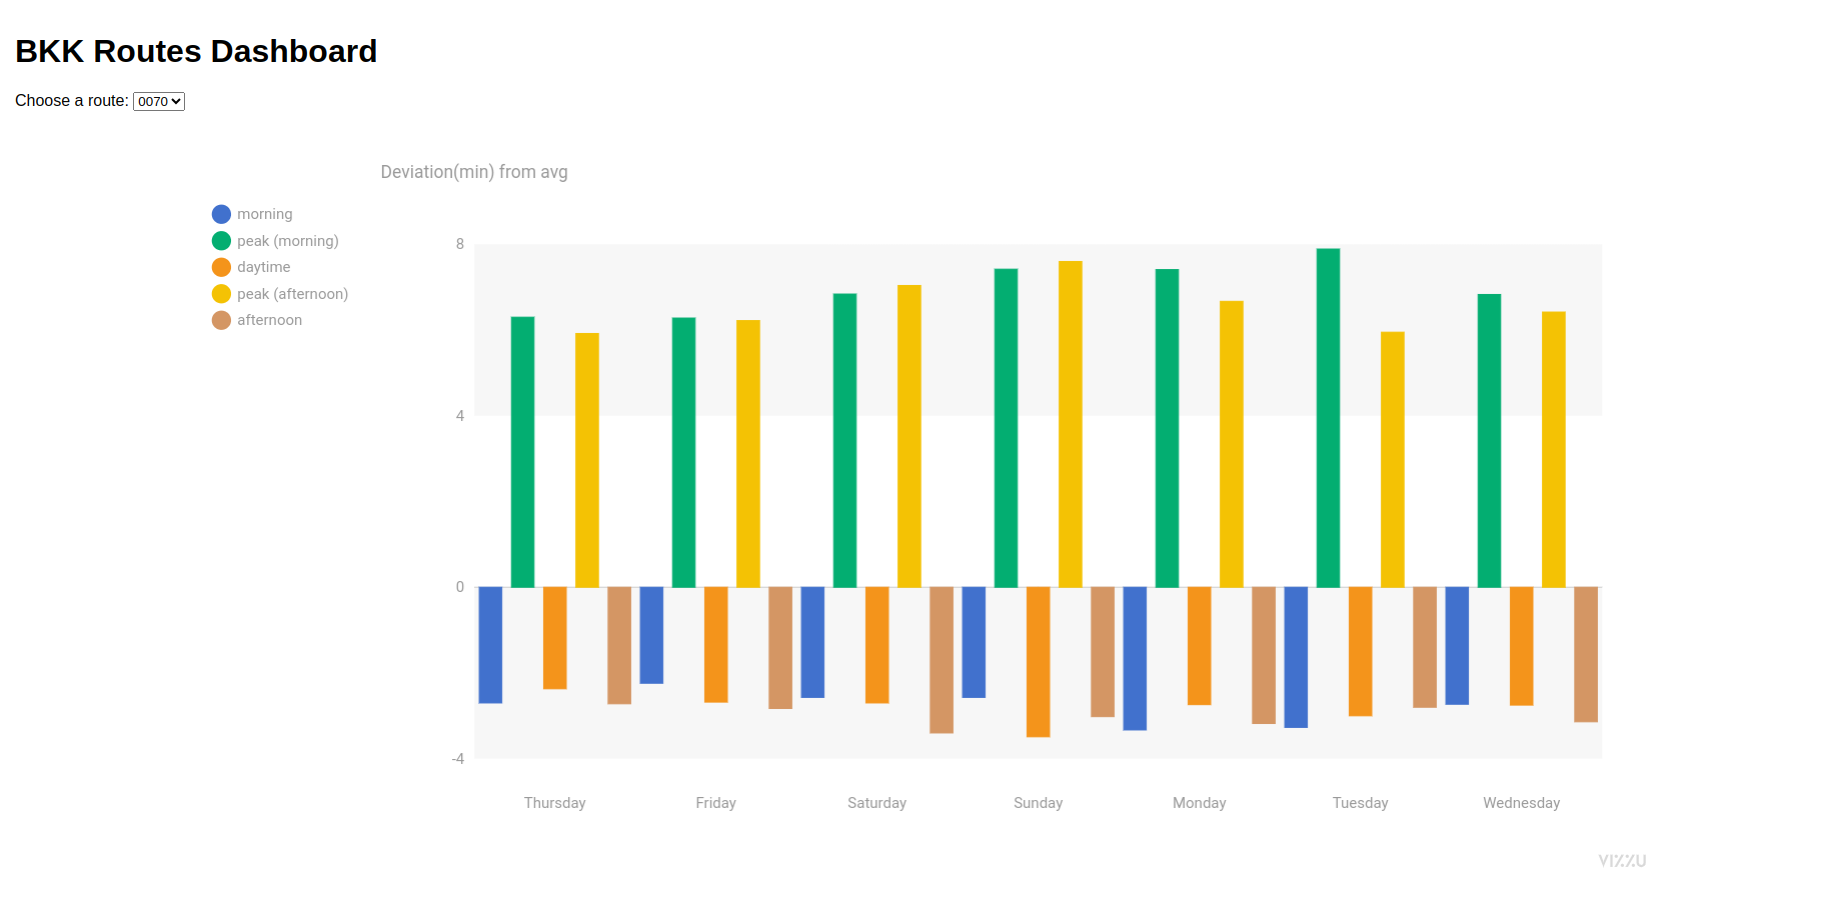 BKK Routes Dashboard
Choose a route: 0070
Deviation(min) from avg
morning
peak (morning)
daytime
peak (afternoon)
afternoon
8
4
0
-4
Thursday Friday Saturday Sunday Monday Tuesday Wednesday
VIZZU